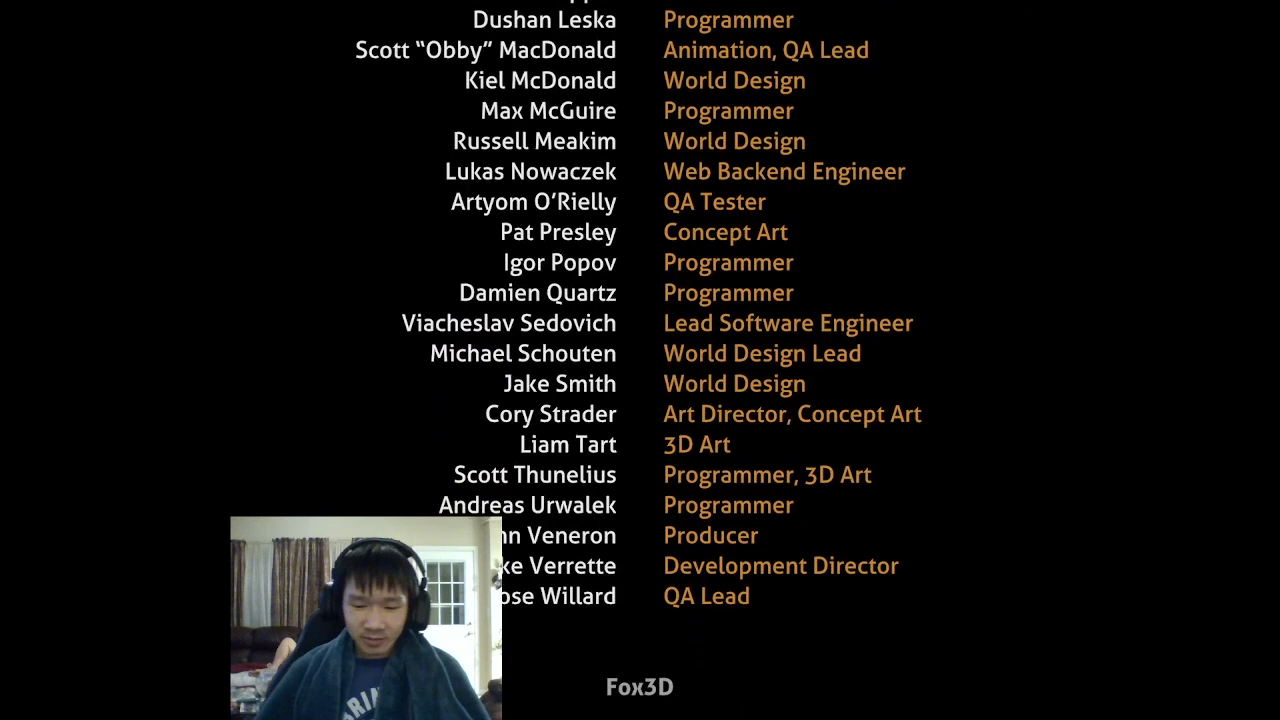 Dushan Leska Programmer
Scott “Obby” MacDonald Animation, QA Lead
Kiel McDonald World Design
Max McGuire Programmer
Russell Meakim World Design
Lukas Nowaczek Web Backend Engineer
Artyom O’Rielly QA Tester
Pat Presley Concept Art
Igor Popov Programmer
Damien Quartz Programmer
Viacheslav Sedovich Lead Software Engineer
Michael Schouten World Design Lead
Jake Smith World Design
Cory Strader Art Director, Concept Art
Liam Tart 3D Art
Scott Thunelius Programmer, 3D Art
Andreas Urwalek Programmer
Veneron Producer
Verrette Development Director
Willard QA Lead
Fox3D